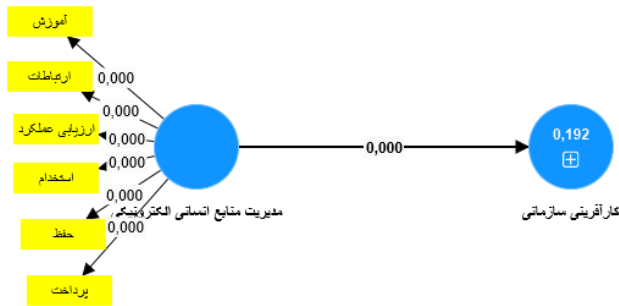 آموزش
0,000
ارتباطات
0,000
ارزیابی عملکرد
0,000
استخدام
0,000
حفظ
0,000
پرداخت
0,000
مدیریت منابع انسانی الکترونیکی
0,000
0,192
کارآفرینی سازمانی